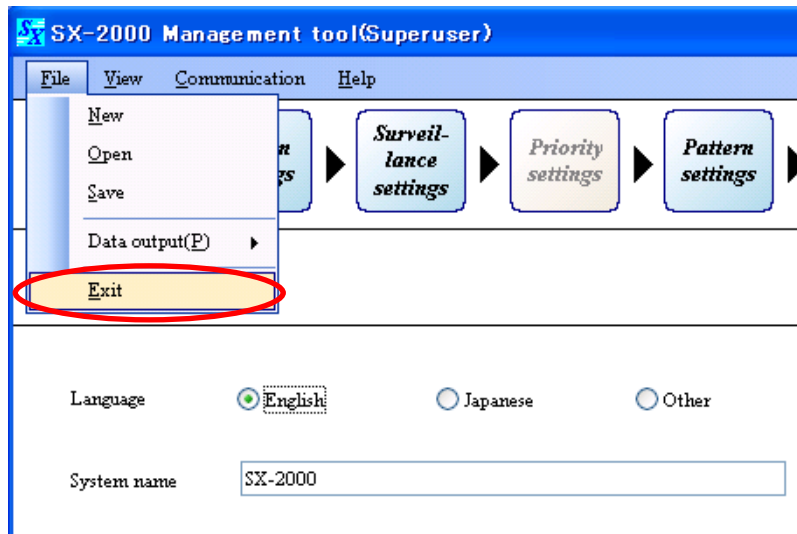 SX SX-2000 Management tool(Superuser)
File View Communication Help
New
Open
Save
Data output(P)
Exit
Surveil-
lance
settings
Priority
settings
Pattern
settings
Language English Japanese Other
System name SX-2000